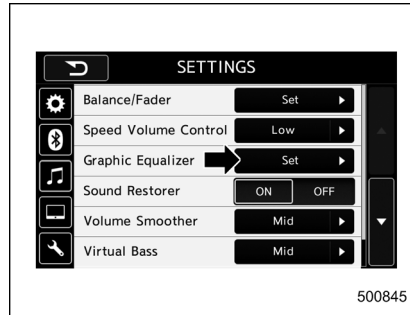 SETTINGS
Balance/Fader Set
Speed Volume Control Low
Graphic Equalizer Set
Sound Restorer ON OFF
Volume Smoother Mid
Virtual Bass Mid
500845